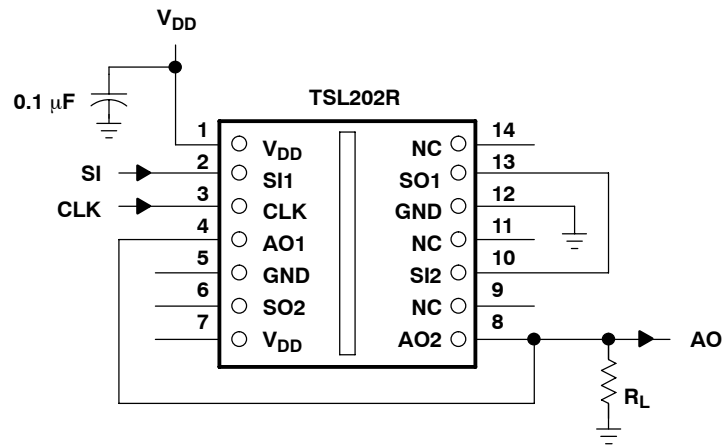 VDD
0.1 μF
TSL202R
1 VDD NC 14
SI 2 SI1 SO1 13
CLK 3 CLK GND 12
4 AO1 NC 11
5 GND SI2 10
6 SO2 NC 9
7 VDD AO2 8
AO
RL